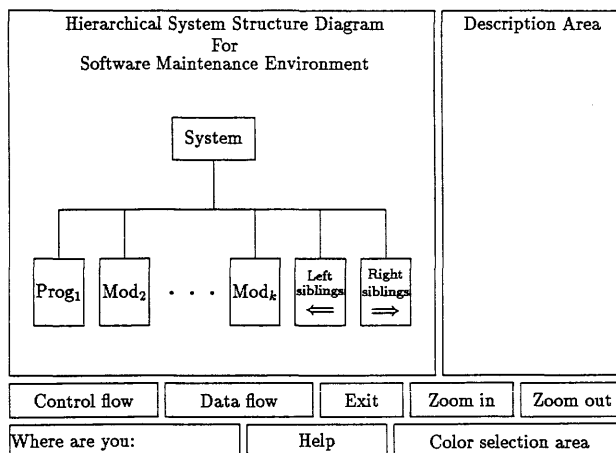 Hierarchical System Structure Diagram
For
Software Maintenance Environment
Description Area
System
Prog₁
Mod₂
. . .
Modₖ
Left
siblings
⇐
Right
siblings
⇒
Control flow
Data flow
Exit
Zoom in
Zoom out
Where are you:
Help
Color selection area